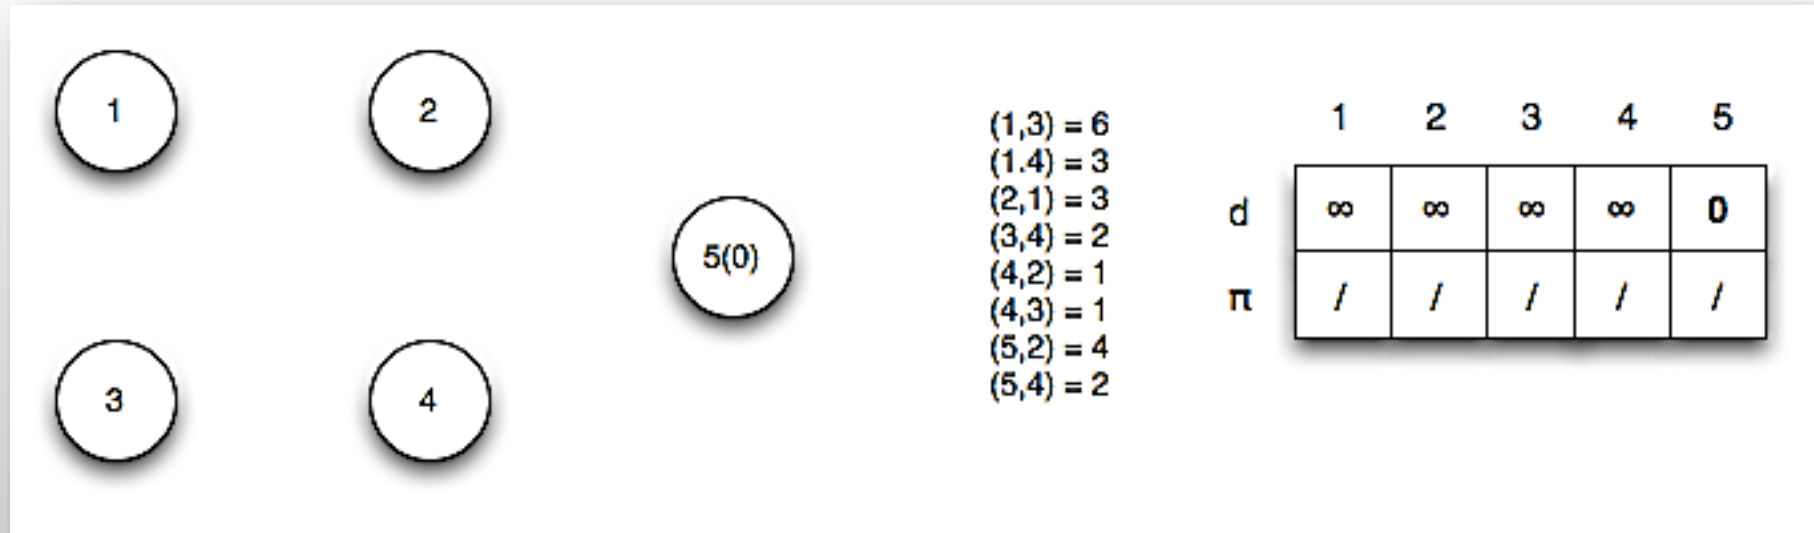 1
2
5(0)
3
4
(1,3) = 6
(1.4) = 3
(2,1) = 3
(3,4) = 2
(4,2) = 1
(4,3) = 1
(5,2) = 4
(5,4) = 2
1 2 3 4 5
d ∞ ∞ ∞ ∞ 0
π / / / / /